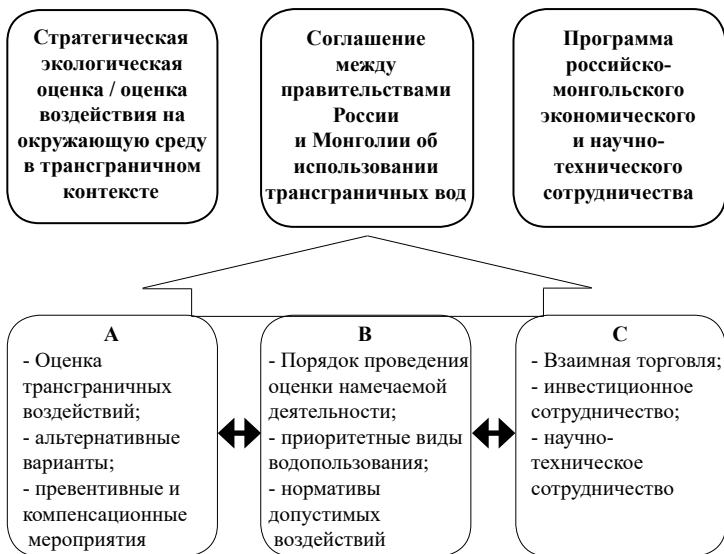 Стратегическая
экологическая
оценка / оценка
воздействия на
окружающую среду
в трансграничном
контексте
Соглашение
между
правительствами
России
и Монголии об
использовании
трансграничных вод
Программа
российско-
монгольского
экономического
и научно-
технического
сотрудничества
А
- Оценка
трансграничных
воздействий;
- альтернативные
варианты;
- превентивные и
компенсационные
мероприятия
В
- Порядок проведения
оценки намечаемой
деятельности;
- приоритетные виды
водопользования;
- нормативы
допустимых
воздействий
С
- Взаимная торговля;
- инвестиционное
сотрудничество;
- научно-
техническое
сотрудничество